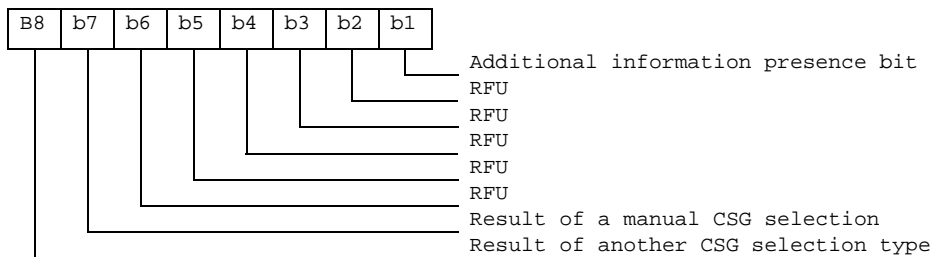 B8 b7 b6 b5 b4 b3 b2 b1
Additional information presence bit
RFU
RFU
RFU
RFU
RFU
Result of a manual CSG selection
Result of another CSG selection type